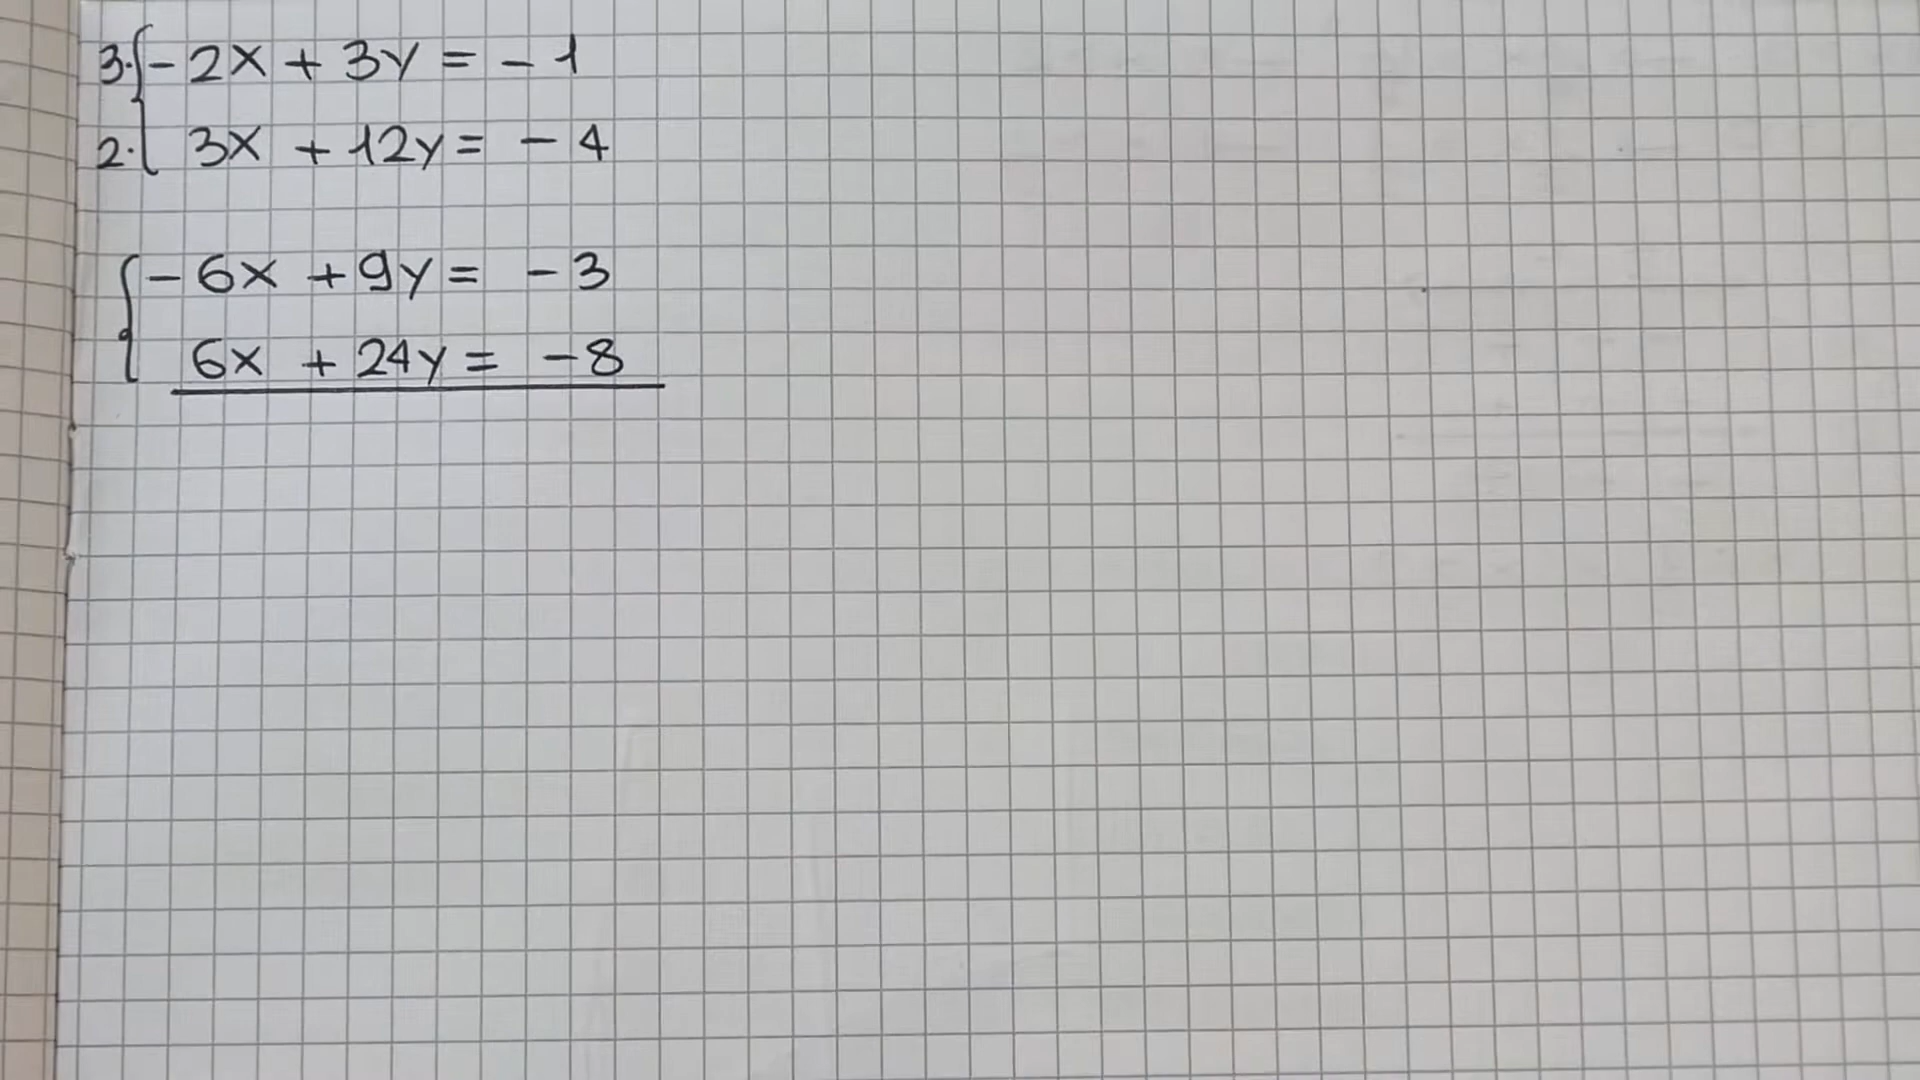 3·{-2x + 3y = -1
2·{ 3x + 12y = -4
{-6x + 9y = -3
6x + 24y = -8